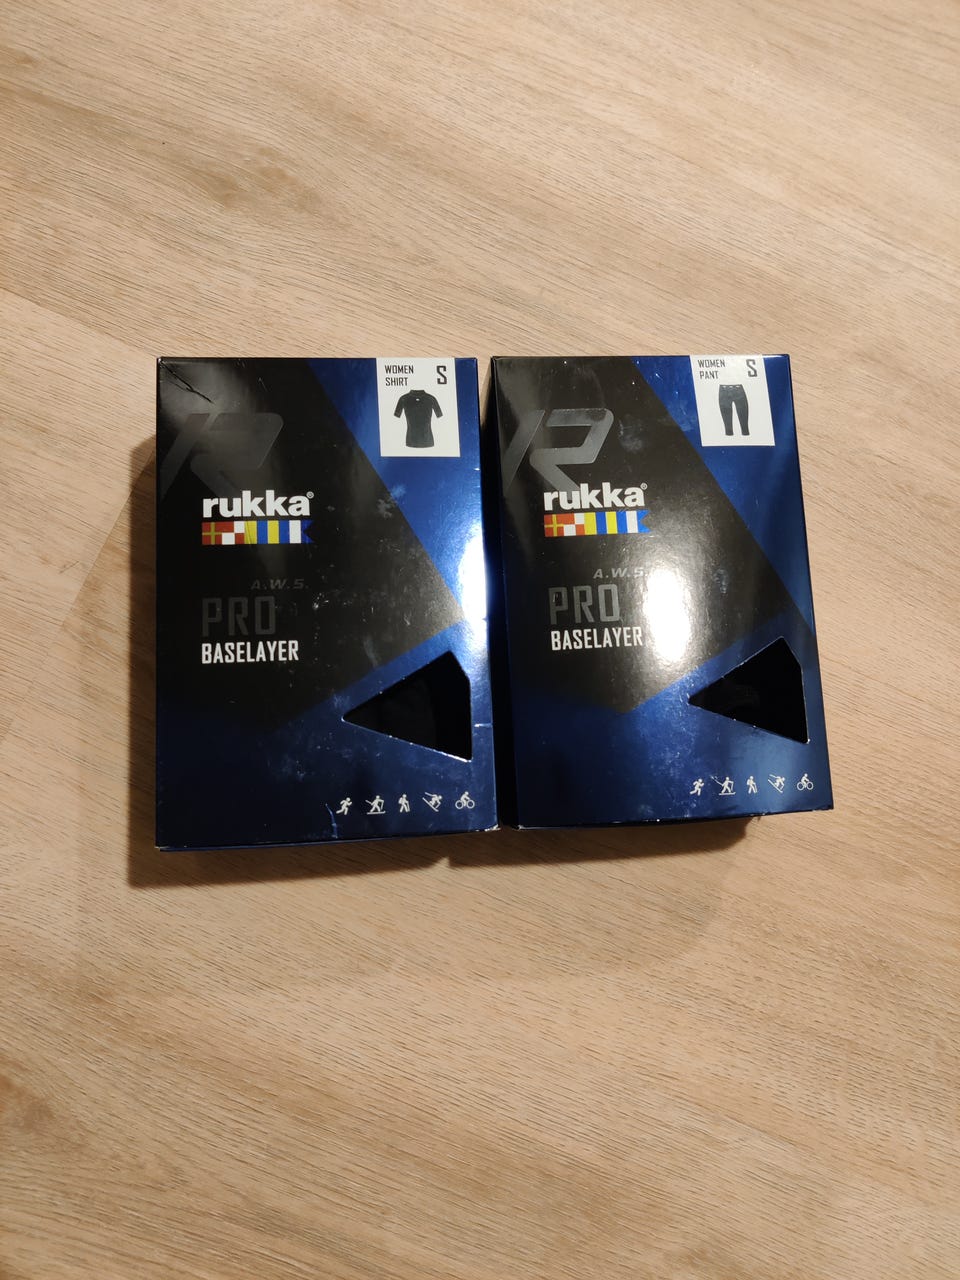 WOMEN
SHIRT
S
R
rukka®
A.W.S.
PRO
BASELAYER
WOMEN
PANT
S
R
rukka®
A.W.S.
PRO
BASELAYER